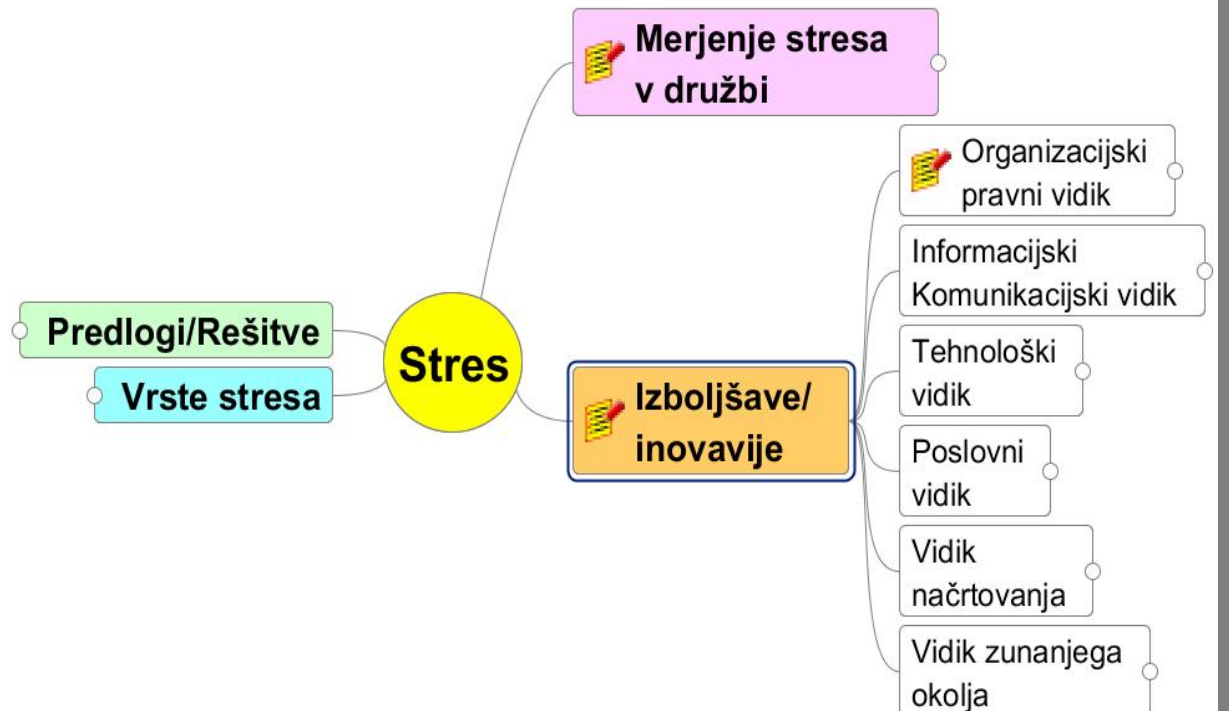 Merjenje stresa
v družbi
Organizacijski
pravni vidik
Informacijski
Komunikacijski vidik
Predlogi/Rešitve
Stres
Vrste stresa
Izboljšave/
inovavije
Tehnološki
vidik
Poslovni
vidik
Vidik
načrtovanja
Vidik zunanjega
okolja